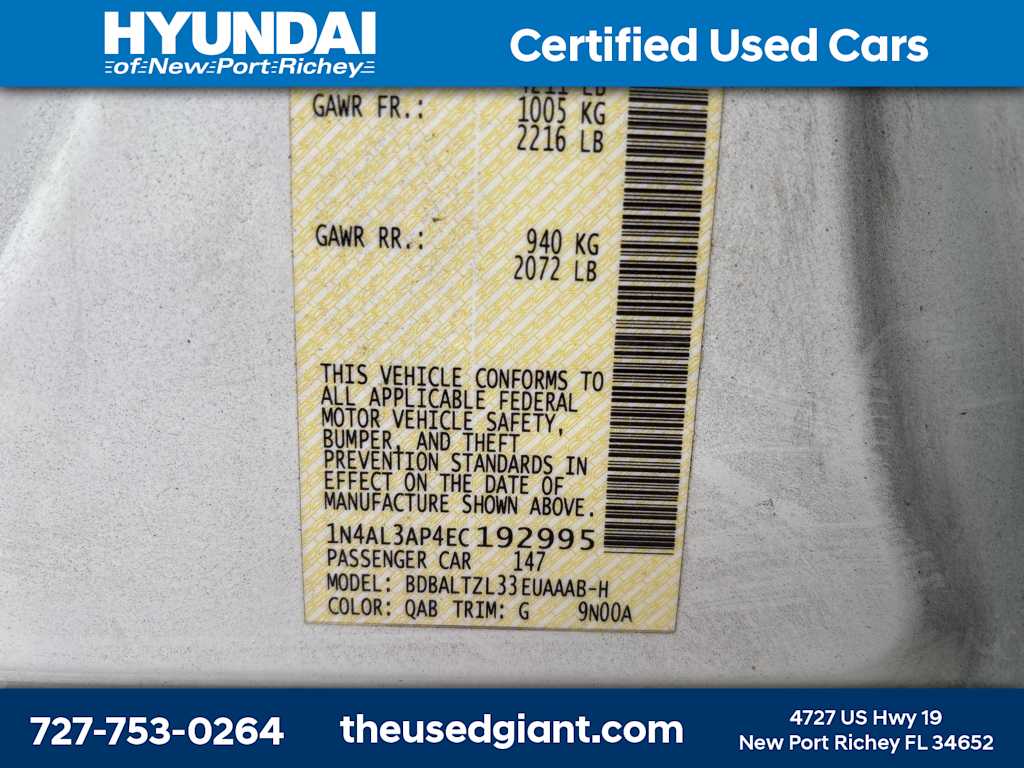 HYUNDAI
of New Port Richey
Certified Used Cars
GAWR FR.: 1005 KG
2216 LB
GAWR RR.: 940 KG
2072 LB
THIS VEHICLE CONFORMS TO
ALL APPLICABLE FEDERAL
MOTOR VEHICLE SAFETY,
BUMPER, AND THEFT
PREVENTION STANDARDS IN
EFFECT ON THE DATE OF
MANUFACTURE SHOWN ABOVE.
1N4AL3AP4EC192995
PASSENGER CAR 147
MODEL: BDBALTZL33EUAAAB-H
COLOR: QAB TRIM: G 9N00A
727-753-0264
theusedgiant.com
4727 US Hwy 19
New Port Richey FL 34652